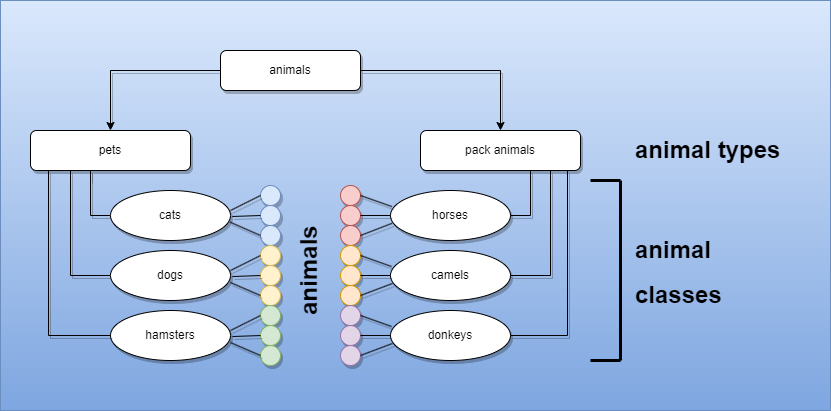 animals
pets
pack animals
animal types
cats
horses
dogs
animals
camels
animal
classes
hamsters
donkeys